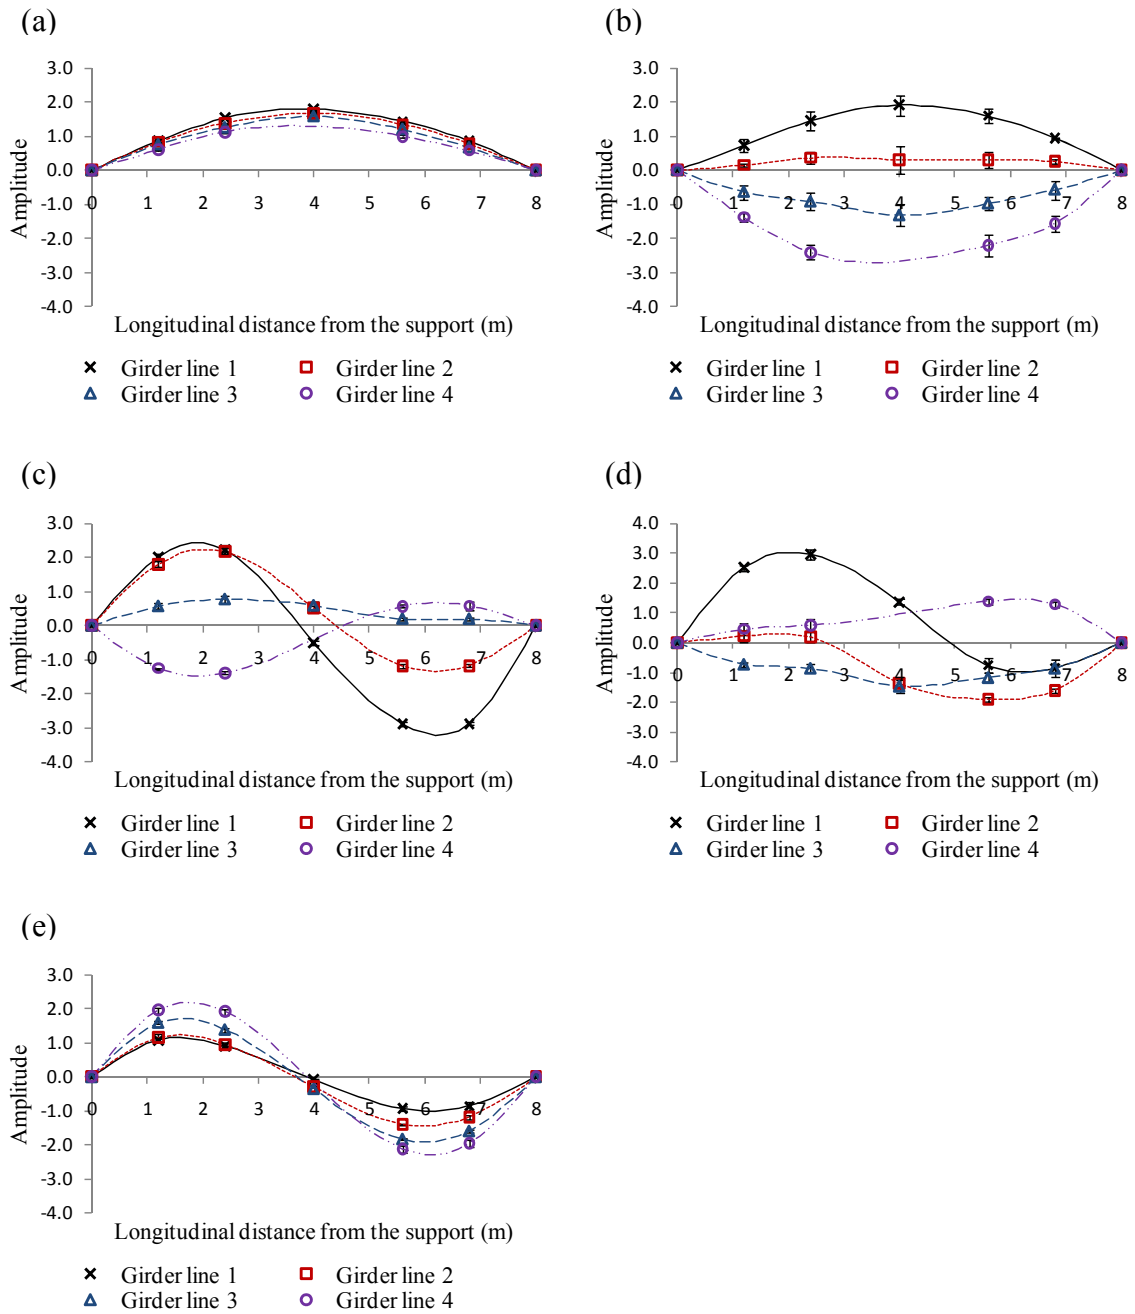 (a)
3.0
2.0
1.0
0.0
-1.0
-2.0
-3.0
-4.0
0 1 2 3 4 5 6 7 8
Amplitude
Longitudinal distance from the support (m)
Girder line 1 Girder line 2
Girder line 3 Girder line 4
(b)
3.0
2.0
1.0
0.0
-1.0
-2.0
-3.0
-4.0
0 1 2 3 4 5 6 7 8
Amplitude
Longitudinal distance from the support (m)
Girder line 1 Girder line 2
Girder line 3 Girder line 4
(c)
3.0
2.0
1.0
0.0
-1.0
-2.0
-3.0
-4.0
0 1 2 3 4 5 6 7 8
Amplitude
Longitudinal distance from the support (m)
Girder line 1 Girder line 2
Girder line 3 Girder line 4
(d)
4.0
3.0
2.0
1.0
0.0
-1.0
-2.0
-3.0
-4.0
0 1 2 3 4 5 6 7 8
Amplitude
Longitudinal distance from the support (m)
Girder line 1 Girder line 2
Girder line 3 Girder line 4
(e)
3.0
2.0
1.0
0.0
-1.0
-2.0
-3.0
-4.0
0 1 2 3 4 5 6 7 8
Amplitude
Longitudinal distance from the support (m)
Girder line 1 Girder line 2
Girder line 3 Girder line 4